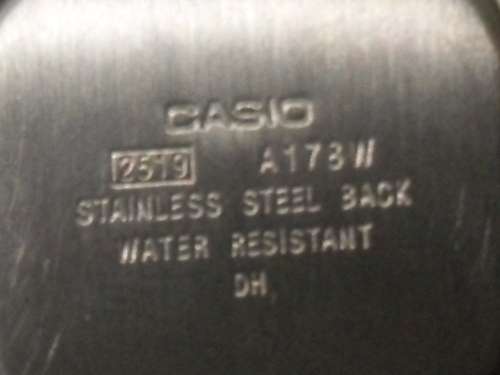 CASIO
2519 A178W
STAINLESS STEEL BACK
WATER RESISTANT
DH